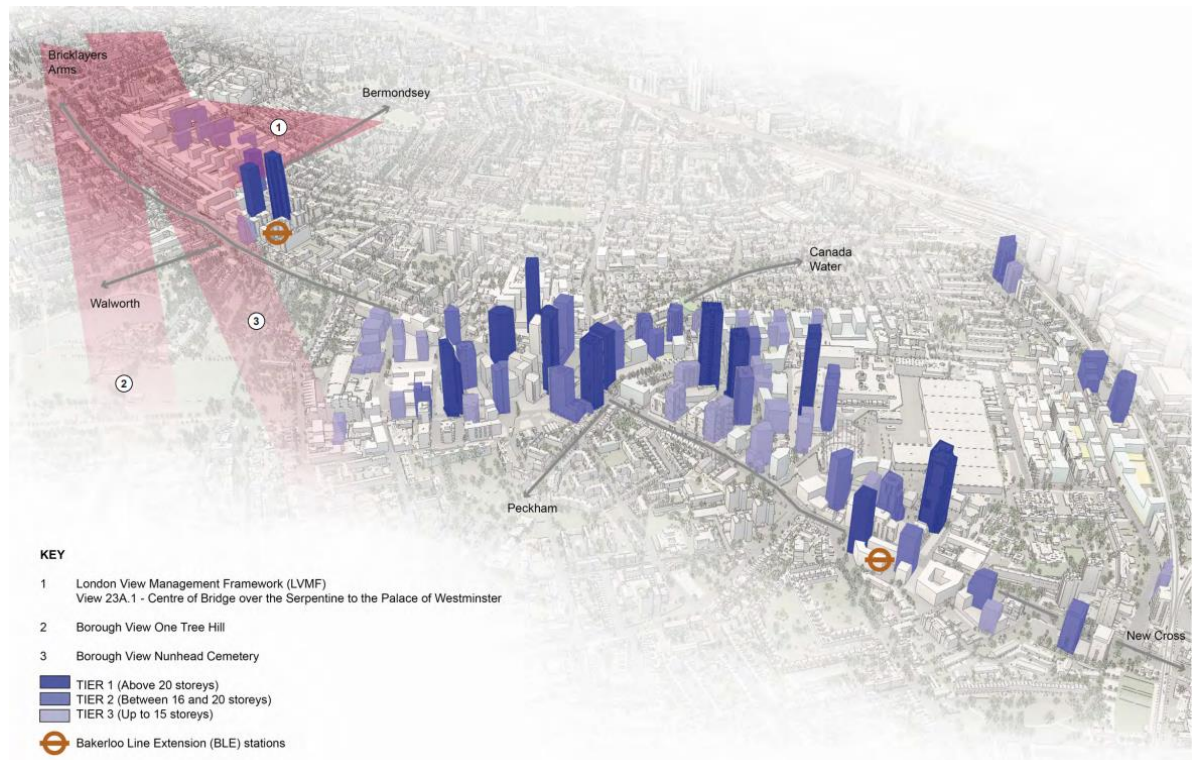 Bricklayers
Arms
Bermondsey
1
Canada
Water
Walworth
3
2
Peckham
New Cross
KEY
1 London View Management Framework (LVMF)
View 23A.1 - Centre of Bridge over the Serpentine to the Palace of Westminster
2 Borough View One Tree Hill
3 Borough View Nunhead Cemetery
TIER 1 (Above 20 storeys)
TIER 2 (Between 16 and 20 storeys)
TIER 3 (Up to 15 storeys)
Bakerloo Line Extension (BLE) stations